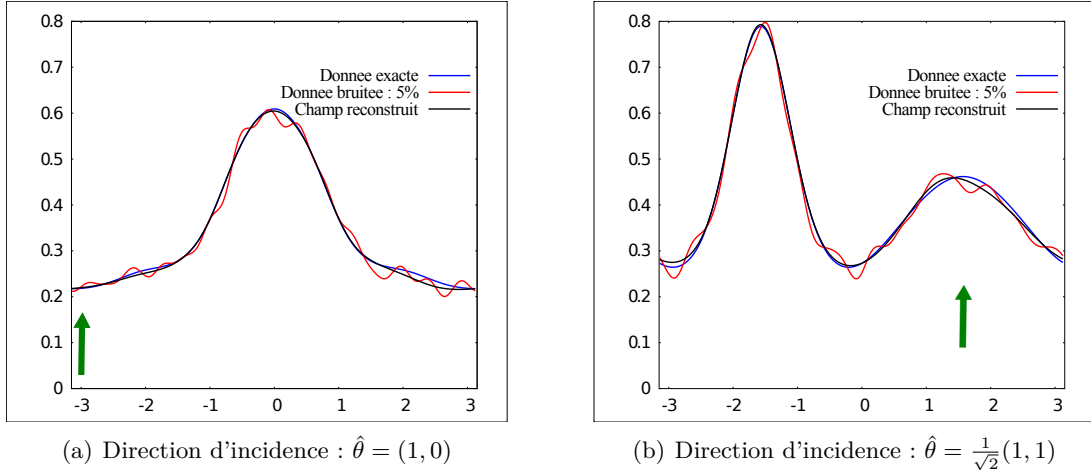 0.8
0.7
0.6
0.5
0.4
0.3
0.2
0.1
0
-3 -2 -1 0 1 2 3
Donnee exacte
Donnee bruitee : 5%
Champ reconstruit
(a) Direction d'incidence : θ̂ = (1, 0)
0.8
0.7
0.6
0.5
0.4
0.3
0.2
0.1
0
-3 -2 -1 0 1 2 3
Donnee exacte
Donnee bruitee : 5%
Champ reconstruit
(b) Direction d'incidence : θ̂ = 1/√2 (1, 1)